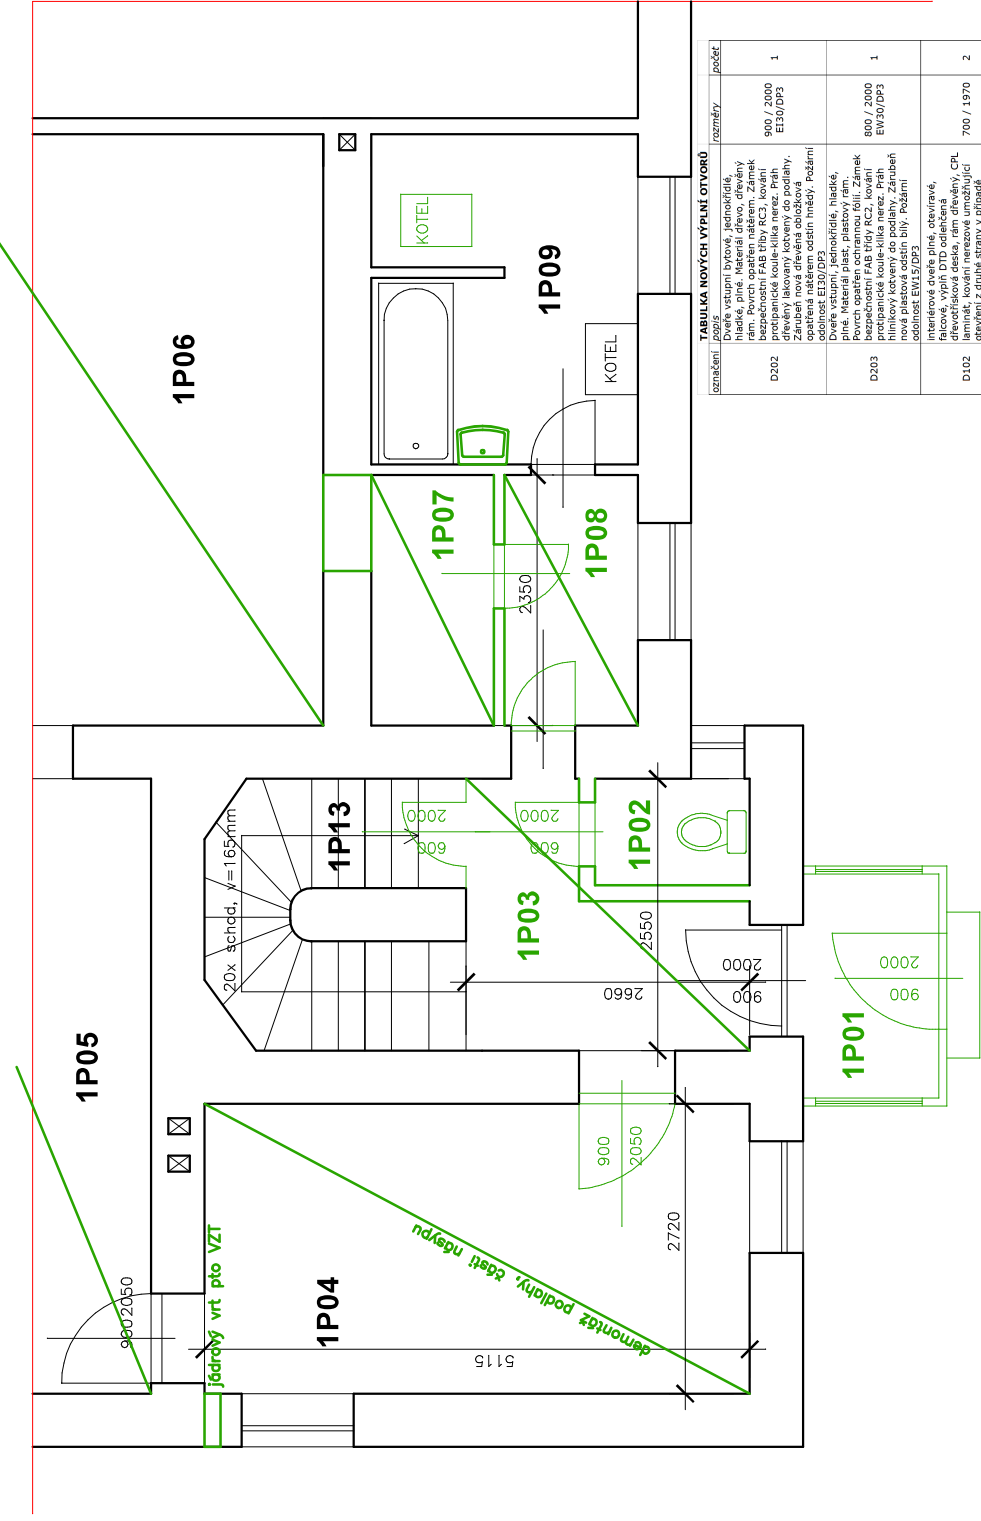 TABULKA NOVÝCH VÝPLNÍ OTVORŮ
označení popis rozměry počet
D202
Dveře vstupní bytové, jednokřídlé,
hladké, plné. Materiál dřevo, dřevěný
rám. Povrch opatřen nátěrem. Zámek
bezpečnostní FAB třiby RC3, kování
protipanické koule-klika nerez. Práh
dřevěný lakovaný kotvený do podlahy.
Zárubeň nová dřevěná obložková
opatřená nátěrem odstín hnědý. Požární
odolnost EI30/DP3
900 / 2000
EI30/DP3
1
D203
Dveře vstupní, jednokřídlé, hladké,
plné. Materiál plast, plastový rám.
Povrch opatřen ochrannou fólií. Zámek
bezpečnostní FAB třídy RC2, kování
protipanické koule-klika nerez. Práh
hliníkový kotvený do podlahy. Zárubeň
nová plastová odstín bílý. Požární
odolnost EW15/DP3
800 / 2000
EW30/DP3
1
D102
interiérové dveře plné, otevíravé,
falcové, výplň DTD odlehčená
dřevotřísková deska, rám dřevěný, CPL
laminát, kování nerezové umožňující
otevření z druhé strany v případě
700 / 1970
2
1P06
KOTEL
1P09
KOTEL
1P07
1P08
2350
1P05
20x schod, v=165mm
1P13
2000
600
2000
600
1P02
1P03
2550
2660
2000
900
2000
900
1P01
900
2050
900
2050
jádrový vrt pto VZT
1P04
demontáž podlahy, části násypu
2720
5115